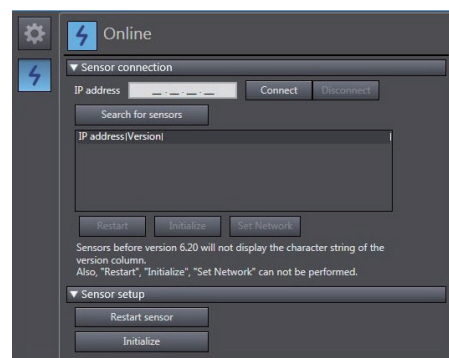 Online
▼ Sensor connection
IP address _._._._ Connect Disconnect
Search for sensors
IP address|Version|
Restart Initialize Set Network
Sensors before version 6.20 will not display the character string of the
version column.
Also, "Restart", "Initialize", "Set Network" can not be performed.
▼ Sensor setup
Restart sensor
Initialize